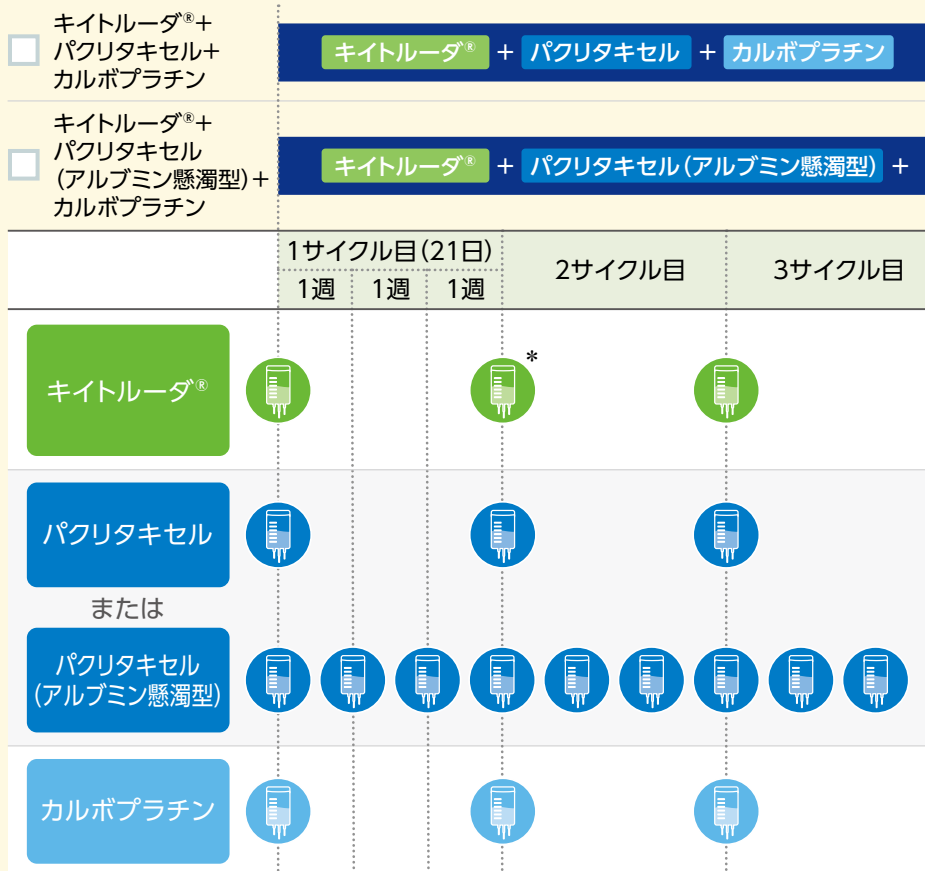 キイトルーダ®+
パクリタキセル+
カルボプラチン
キイトルーダ® + パクリタキセル + カルボプラチン
キイトルーダ®+
パクリタキセル
(アルブミン懸濁型)+
カルボプラチン
キイトルーダ® + パクリタキセル(アルブミン懸濁型) +
1サイクル目(21日)
2サイクル目
3サイクル目
1週 1週 1週
キイトルーダ®
*
パクリタキセル
または
パクリタキセル
(アルブミン懸濁型)
カルボプラチン